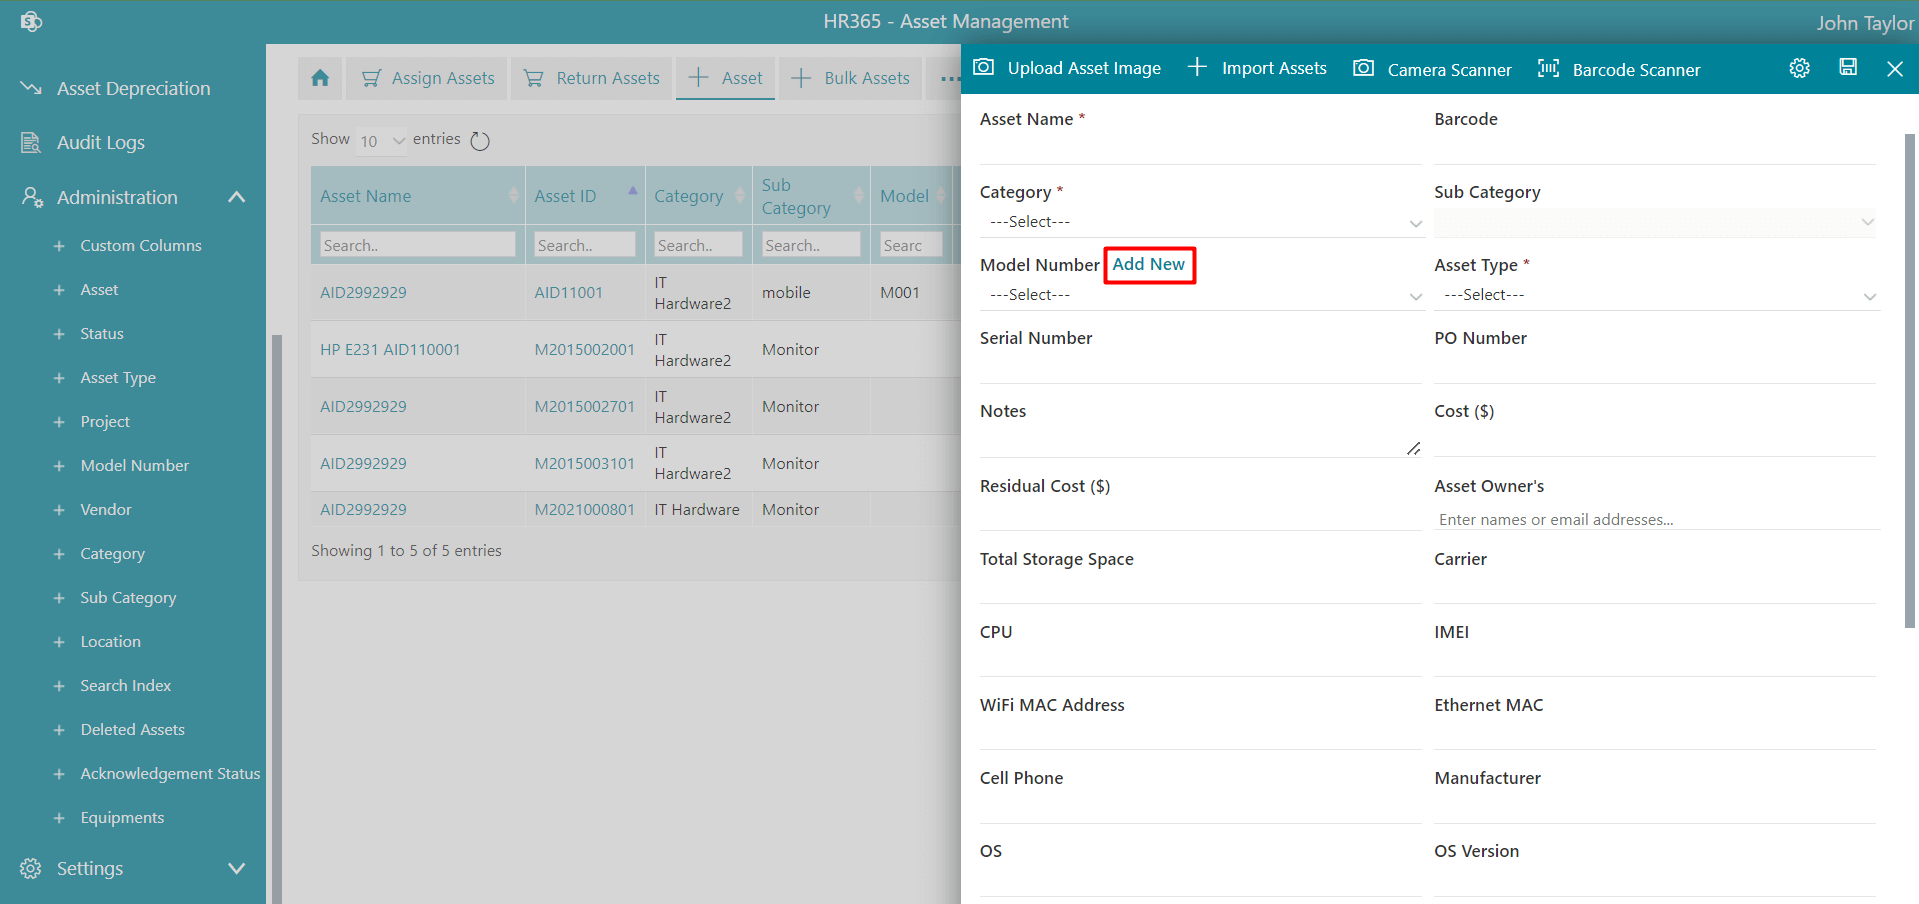 HR365 - Asset Management
John Taylor
Asset Depreciation
Audit Logs
Administration
Custom Columns
Asset
Status
Asset Type
Project
Model Number
Vendor
Category
Sub Category
Location
Search Index
Deleted Assets
Acknowledgement Status
Equipments
Settings
Assign Assets
Return Assets
Asset
Bulk Assets
Show 10 entries
Asset Name
Asset ID
Category
Sub
Category
Model
Search..
Search..
Search..
Search..
Searc
AID2992929
AID11001
IT
Hardware2
mobile
M001
HP E231 AID110001
M2015002001
IT
Hardware2
Monitor
AID2992929
M2015002701
IT
Hardware2
Monitor
AID2992929
M2015003101
IT
Hardware2
Monitor
AID2992929
M2021000801
IT Hardware
Monitor
Showing 1 to 5 of 5 entries
Upload Asset Image
Import Assets
Camera Scanner
Barcode Scanner
Asset Name *
Barcode
Category *
---Select---
Sub Category
Model Number Add New
---Select---
Asset Type *
---Select---
Serial Number
PO Number
Notes
Cost ($)
Residual Cost ($)
Asset Owner's
Enter names or email addresses...
Total Storage Space
Carrier
CPU
IMEI
WiFi MAC Address
Ethernet MAC
Cell Phone
Manufacturer
OS
OS Version